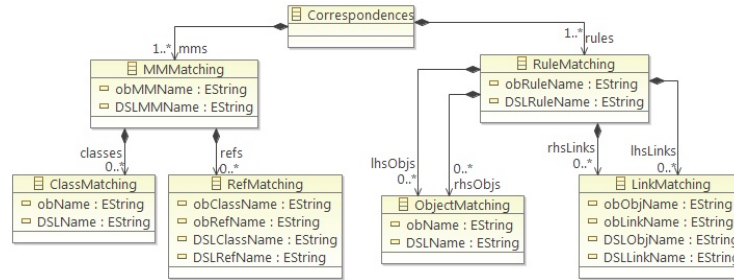 Correspondences
1..* mms
1..* rules
MMMatching
obMMName : EString
DSLMMName : EString
RuleMatching
obRuleName : EString
DSLRuleName : EString
classes
0..*
refs
0..*
lhsObjs
0..*
0..*
rhsObjs
rhsLinks
0..*
lhsLinks
0..*
ClassMatching
obName : EString
DSLName : EString
RefMatching
obClassName : EString
obRefName : EString
DSLClassName : EString
DSLRefName : EString
ObjectMatching
obName : EString
DSLName : EString
LinkMatching
obObjName : EString
obLinkName : EString
DSLObjName : EString
DSLLinkName : EString